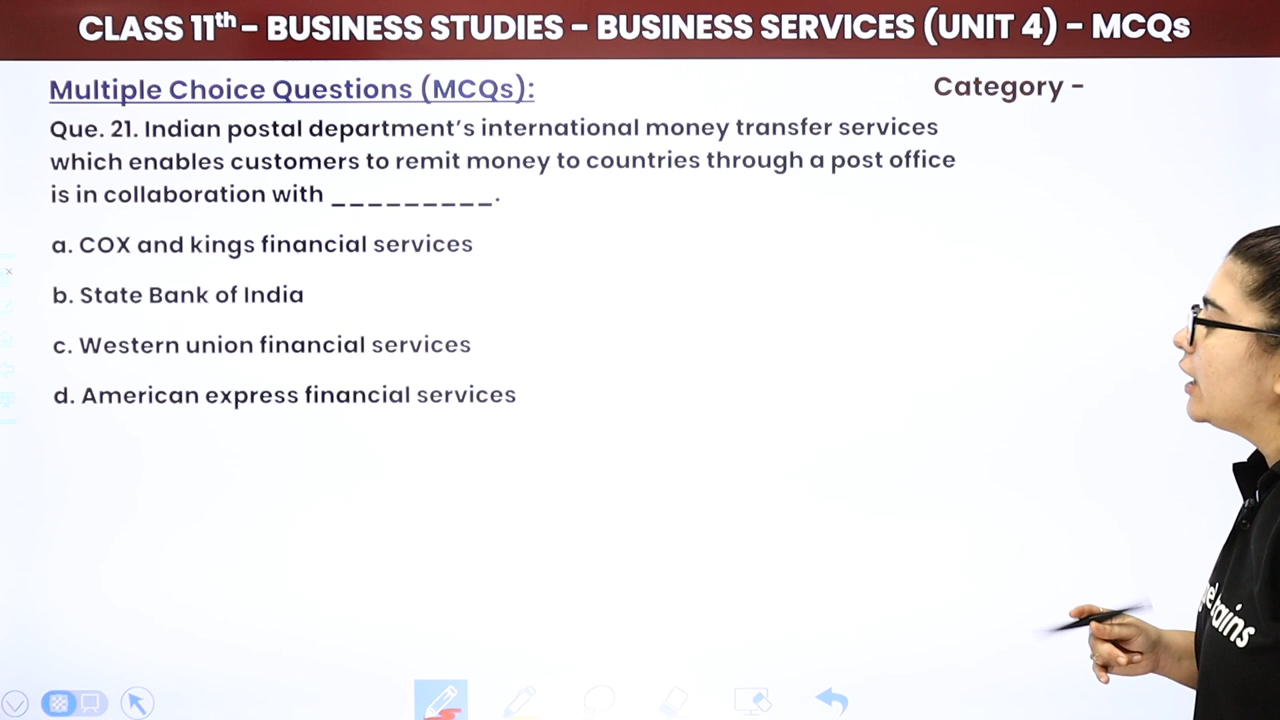 CLASS 11th - BUSINESS STUDIES - BUSINESS SERVICES (UNIT 4) - MCQs
Multiple Choice Questions (MCQs):
Category -
Que. 21. Indian postal department's international money transfer services
which enables customers to remit money to countries through a post office
is in collaboration with _________.
a. COX and kings financial services
b. State Bank of India
c. Western union financial services
d. American express financial services